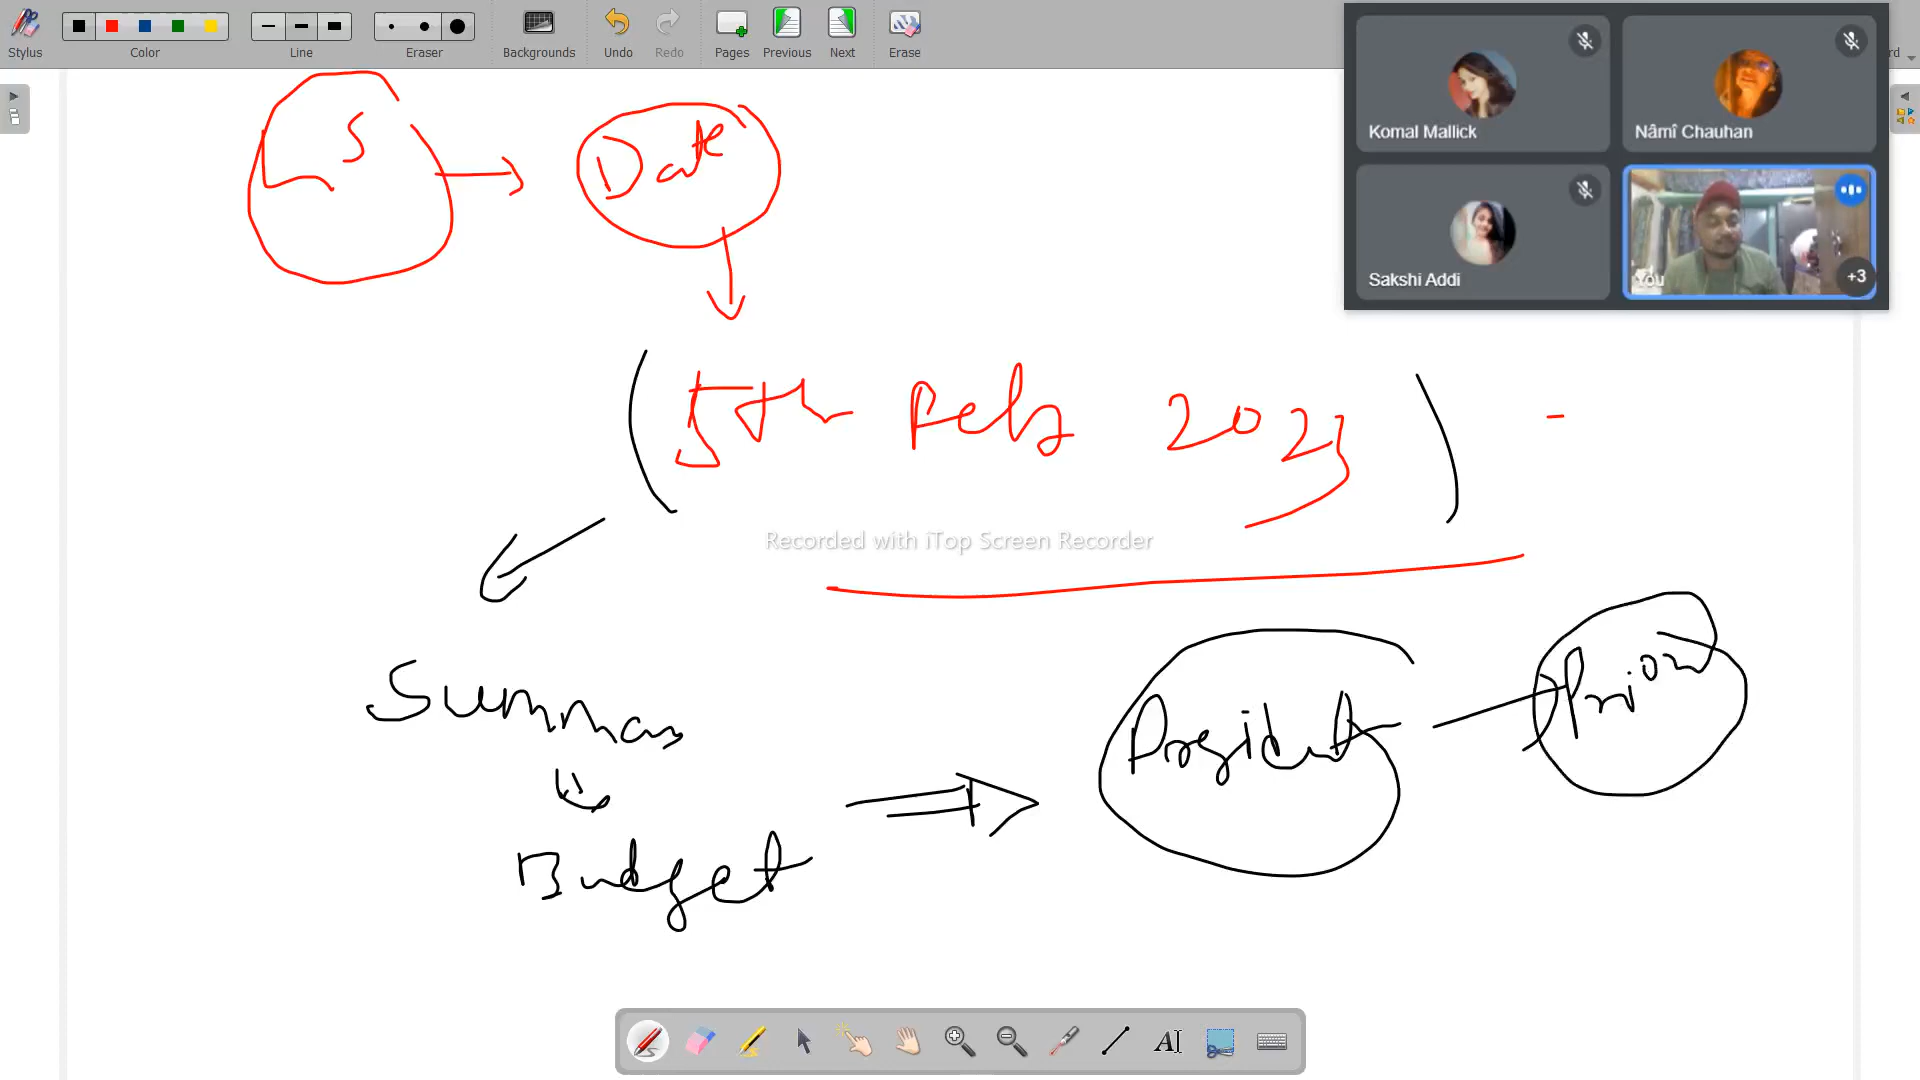 Stylus Color Line Eraser Backgrounds Undo Redo Pages Previous Next Erase
Komal Mallick Nâmî Chauhan
Sakshi Addi You +3
LS
Date
(5th Feb 2023) -
Recorded with iTop Screen Recorder
Prior
Summay
President
Budget